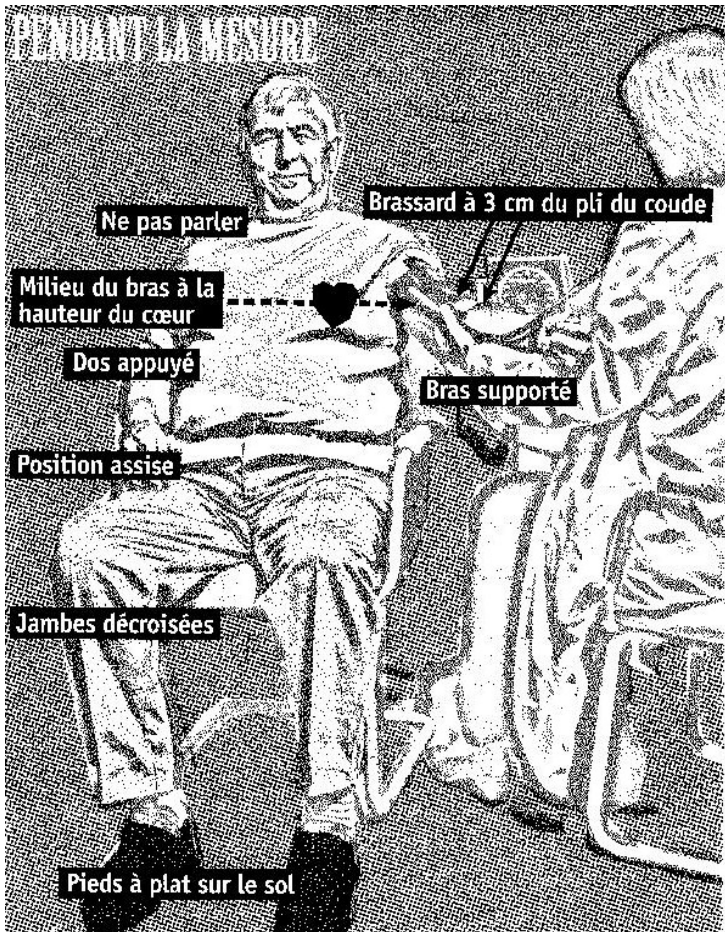 PENDANT LA MESURE
Ne pas parler
Brassard à 3 cm du pli du coude
Milieu du bras à la
hauteur du cœur
Dos appuyé
Bras supporté
Position assise
Jambes décroisées
Pieds à plat sur le sol